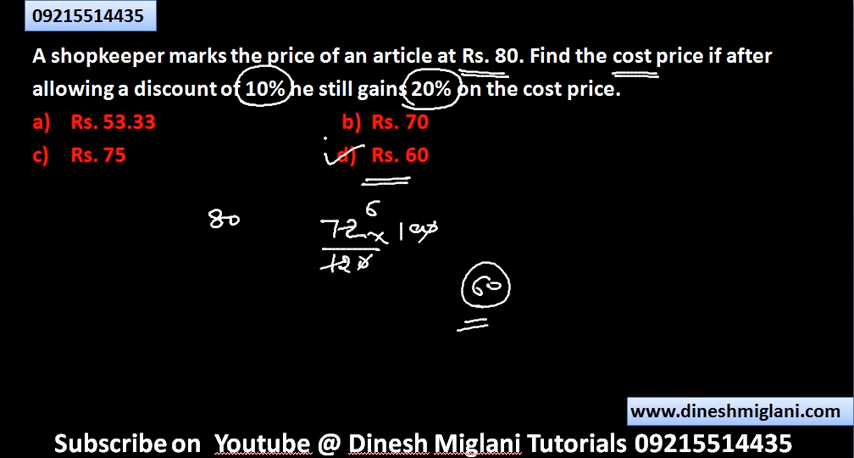 09215514435
A shopkeeper marks the price of an article at Rs. 80. Find the cost price if after
allowing a discount of 10% he still gains 20% on the cost price.
a) Rs. 53.33 b) Rs. 70
c) Rs. 75 d) Rs. 60
6
80 72 x 100
120
60
www.dineshmiglani.com
Subscribe on Youtube @ Dinesh Miglani Tutorials 09215514435